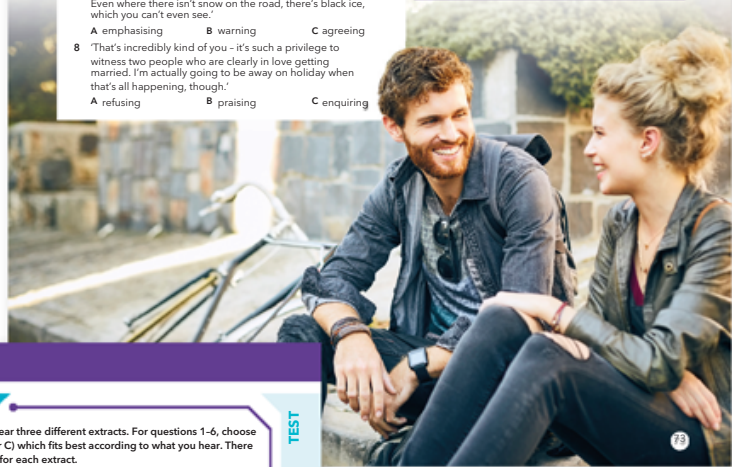 Even where there isn't snow on the road, there's black ice,
which you can't even see.'
A emphasising B warning C agreeing
8 'That's incredibly kind of you – it's such a privilege to
witness two people who are clearly in love getting
married. I'm actually going to be away on holiday when
that's all happening, though.'
A refusing B praising C enquiring
TEST
ear three different extracts. For questions 1–6, choose
r C) which fits best according to what you hear. There
for each extract.
73